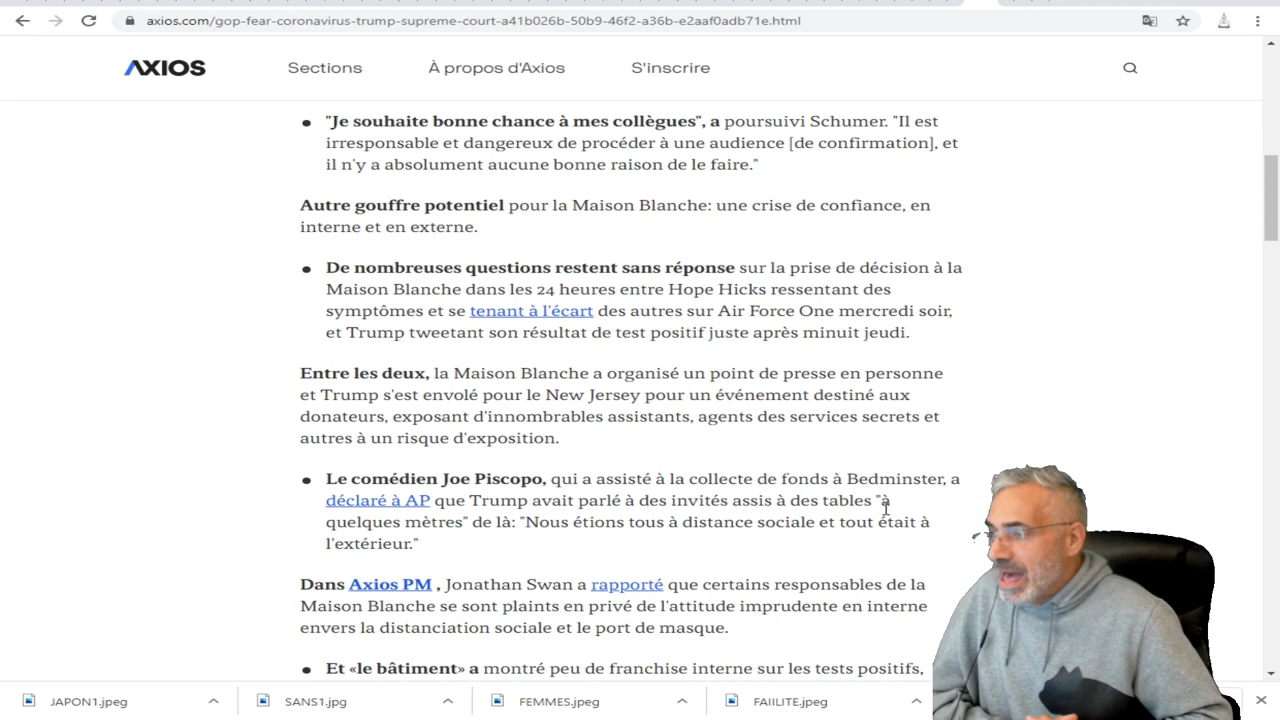 axios.com/gop-fear-coronavirus-trump-supreme-court-a41b026b-50b9-46f2-a36b-e2aaf0adb71e.html
AXIOS Sections À propos d'Axios S'inscrire
"Je souhaite bonne chance à mes collègues", a poursuivi Schumer. "Il est
irresponsable et dangereux de procéder à une audience [de confirmation], et
il n'y a absolument aucune bonne raison de le faire."
Autre gouffre potentiel pour la Maison Blanche: une crise de confiance, en
interne et en externe.
De nombreuses questions restent sans réponse sur la prise de décision à la
Maison Blanche dans les 24 heures entre Hope Hicks ressentant des
symptômes et se tenant à l'écart des autres sur Air Force One mercredi soir,
et Trump tweetant son résultat de test positif juste après minuit jeudi.
Entre les deux, la Maison Blanche a organisé un point de presse en personne
et Trump s'est envolé pour le New Jersey pour un événement destiné aux
donateurs, exposant d'innombrables assistants, agents des services secrets et
autres à un risque d'exposition.
Le comédien Joe Piscopo, qui a assisté à la collecte de fonds à Bedminster, a
déclaré à AP que Trump avait parlé à des invités assis à des tables "à
quelques mètres" de là: "Nous étions tous à distance sociale et tout était à
l'extérieur."
Dans Axios PM , Jonathan Swan a rapporté que certains responsables de la
Maison Blanche se sont plaints en privé de l'attitude imprudente en interne
envers la distanciation sociale et le port de masque.
Et «le bâtiment» a montré peu de franchise interne sur les tests positifs,
JAPON1.jpeg SANS1.jpg FEMMES.jpeg FAIILITE.jpeg